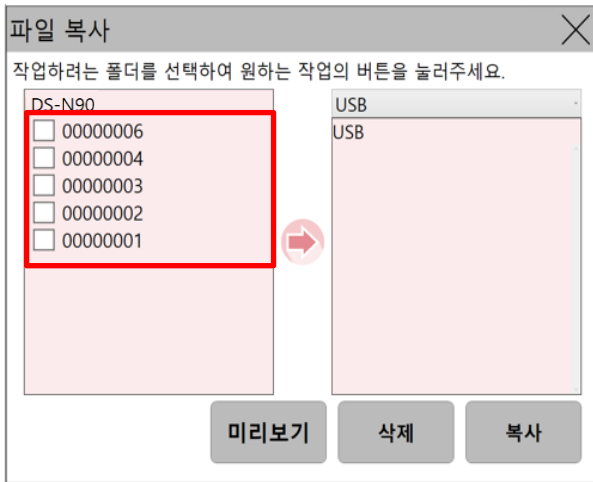 파일 복사
작업하려는 폴더를 선택하여 원하는 작업의 버튼을 눌러주세요.
DS-N90
00000006
00000004
00000003
00000002
00000001
USB
USB
미리보기
삭제
복사